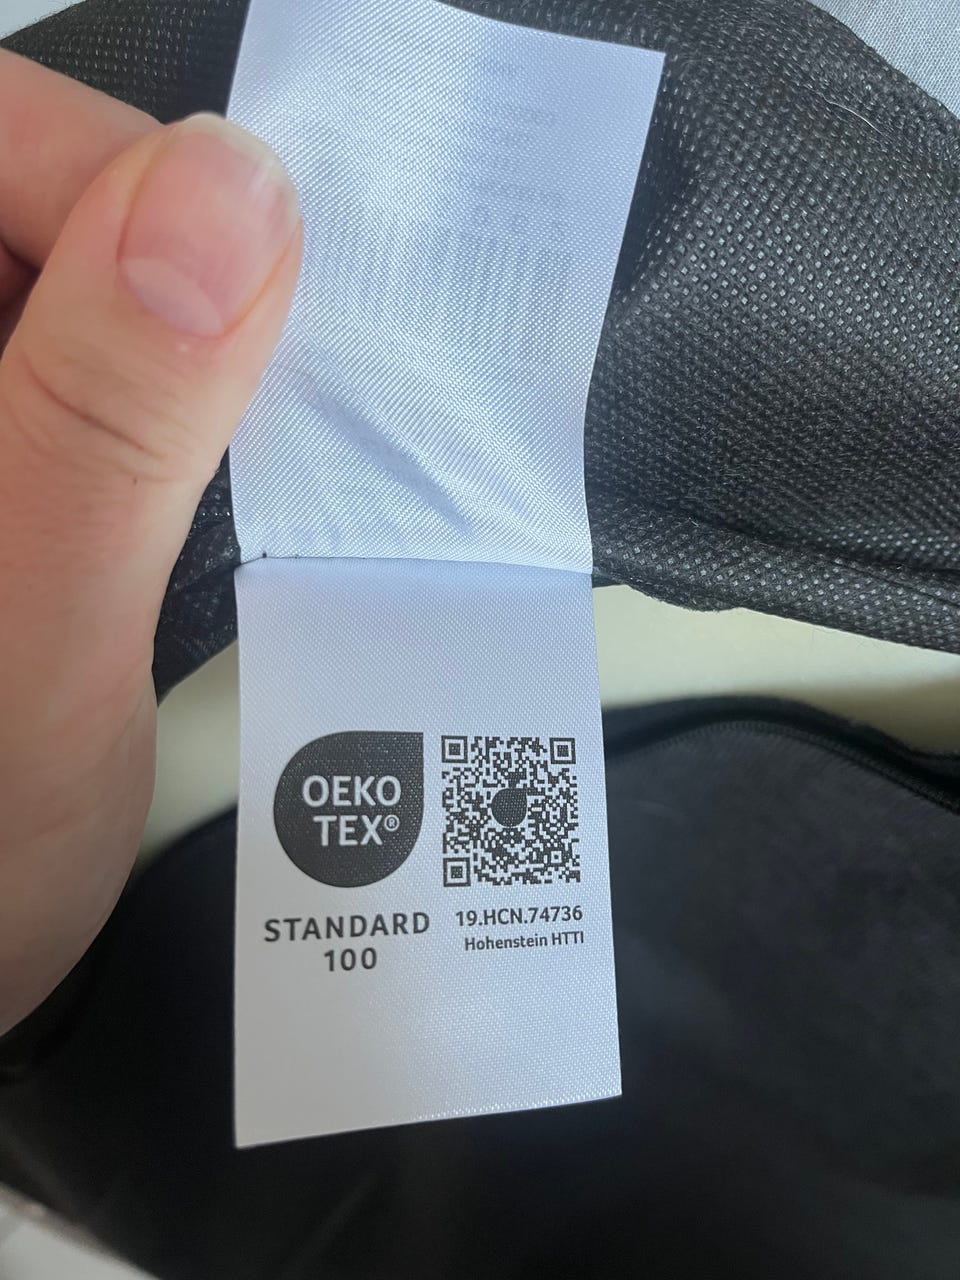 OEKO
TEX®
STANDARD
100
19.HCN.74736
Hohenstein HTTI